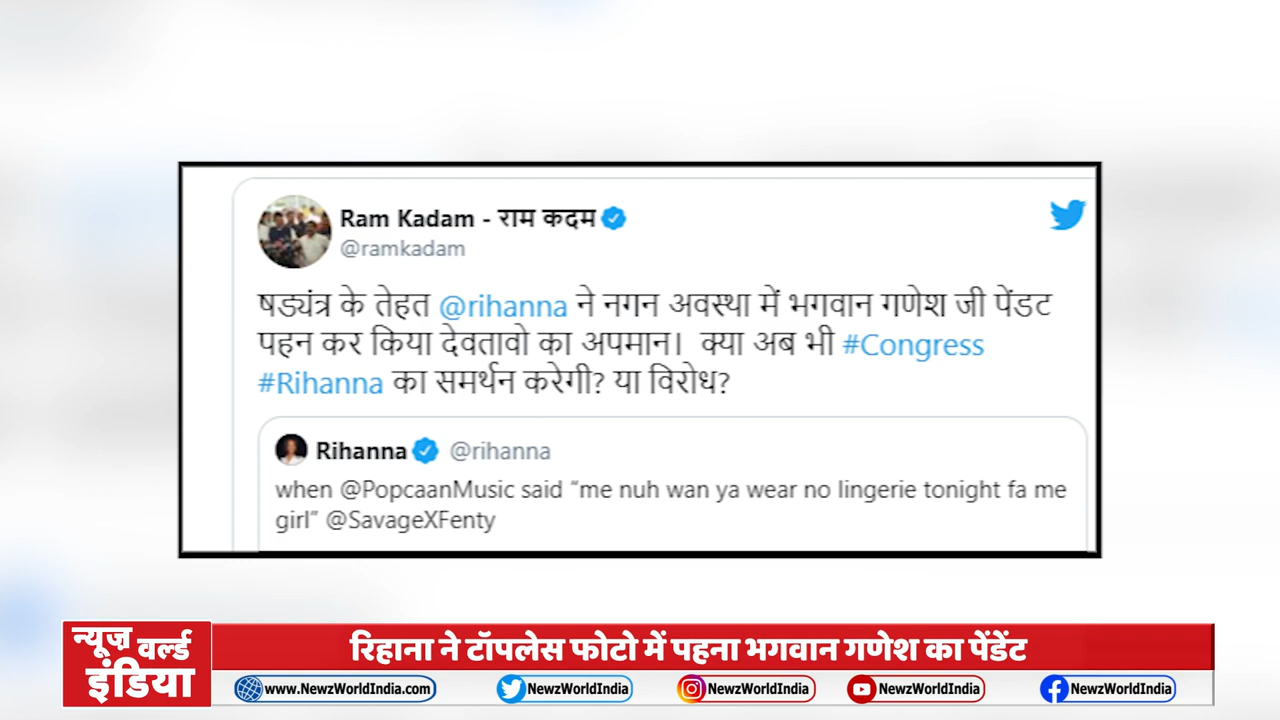 Ram Kadam - राम कदम
@ramkadam
षड्यंत्र के तेहत @rihanna ने नगन अवस्था में भगवान गणेश जी पेंडट
पहन कर किया देवतावो का अपमान। क्या अब भी #Congress
#Rihanna का समर्थन करेगी? या विरोध?
Rihanna @rihanna
when @PopcaanMusic said “me nuh wan ya wear no lingerie tonight fa me
girl” @SavageXFenty
न्यूज़ वर्ल्ड
इंडिया
रिहाना ने टॉपलेस फोटो में पहना भगवान गणेश का पेंडेंट
www.NewzWorldIndia.com NewzWorldIndia NewzWorldIndia NewzWorldIndia NewzWorldIndia